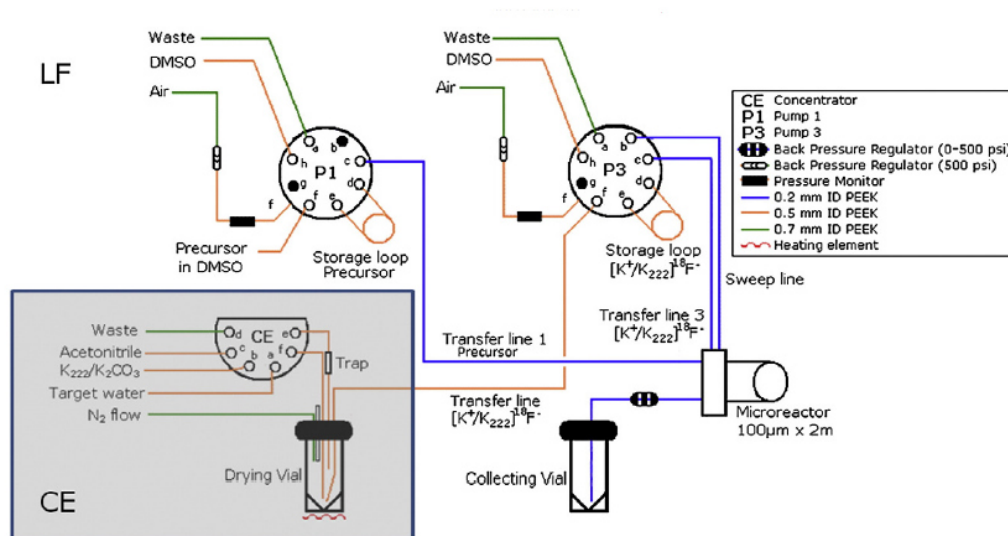 LF
Waste
DMSO
Air
a
b
c
d
e
f
g
h
P1
f
Precursor
in DMSO
Storage loop
Precursor
Waste
DMSO
Air
a
b
c
d
e
f
g
h
P3
f
Storage loop
[K+/K222]18F-
Sweep line
CE Concentrator
P1 Pump 1
P3 Pump 3
Back Pressure Regulator (0-500 psi)
Back Pressure Regulator (500 psi)
Pressure Monitor
0.2 mm ID PEEK
0.5 mm ID PEEK
0.7 mm ID PEEK
Heating element
Transfer line 1
Precursor
Transfer line 3
[K+/K222]18F-
Transfer line
[K+/K222]18F-
Microreactor
100µm x 2m
Collecting Vial
Waste
Acetonitrile
K222/K2CO3
Target water
N2 flow
d
CE
e
c
b
a
f
Trap
Drying Vial
CE